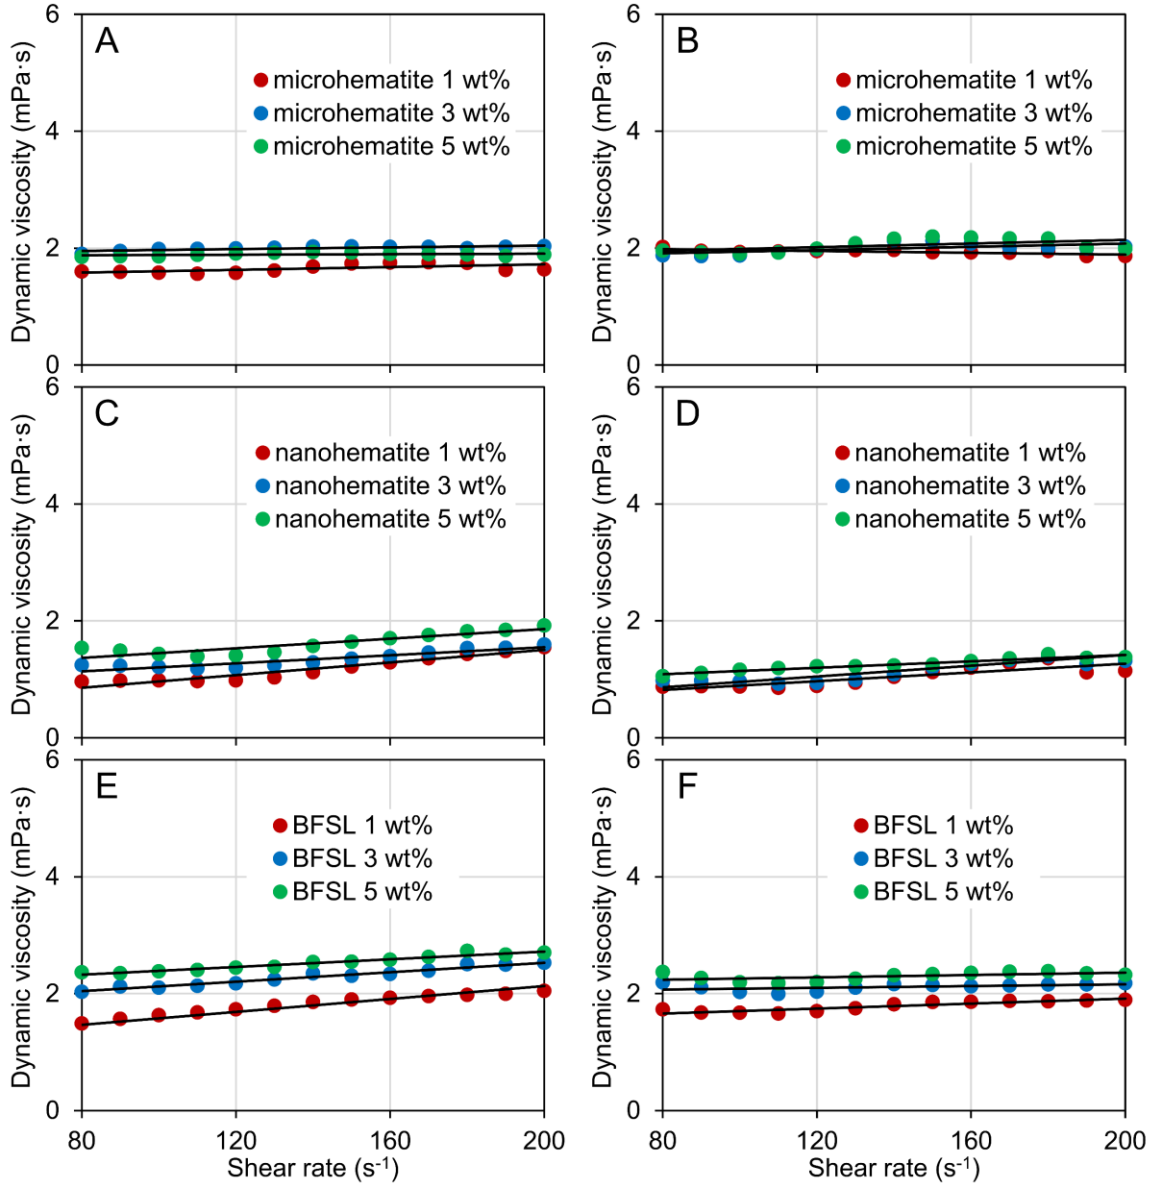 A
Dynamic viscosity (mPa·s)
6
4
2
0
microhematite 1 wt%
microhematite 3 wt%
microhematite 5 wt%
B
Dynamic viscosity (mPa·s)
6
4
2
0
microhematite 1 wt%
microhematite 3 wt%
microhematite 5 wt%
C
Dynamic viscosity (mPa·s)
6
4
2
0
nanohematite 1 wt%
nanohematite 3 wt%
nanohematite 5 wt%
D
Dynamic viscosity (mPa·s)
6
4
2
0
nanohematite 1 wt%
nanohematite 3 wt%
nanohematite 5 wt%
E
Dynamic viscosity (mPa·s)
6
4
2
0
BFSL 1 wt%
BFSL 3 wt%
BFSL 5 wt%
80 120 160 200
Shear rate (s⁻¹)
F
Dynamic viscosity (mPa·s)
6
4
2
0
BFSL 1 wt%
BFSL 3 wt%
BFSL 5 wt%
80 120 160 200
Shear rate (s⁻¹)